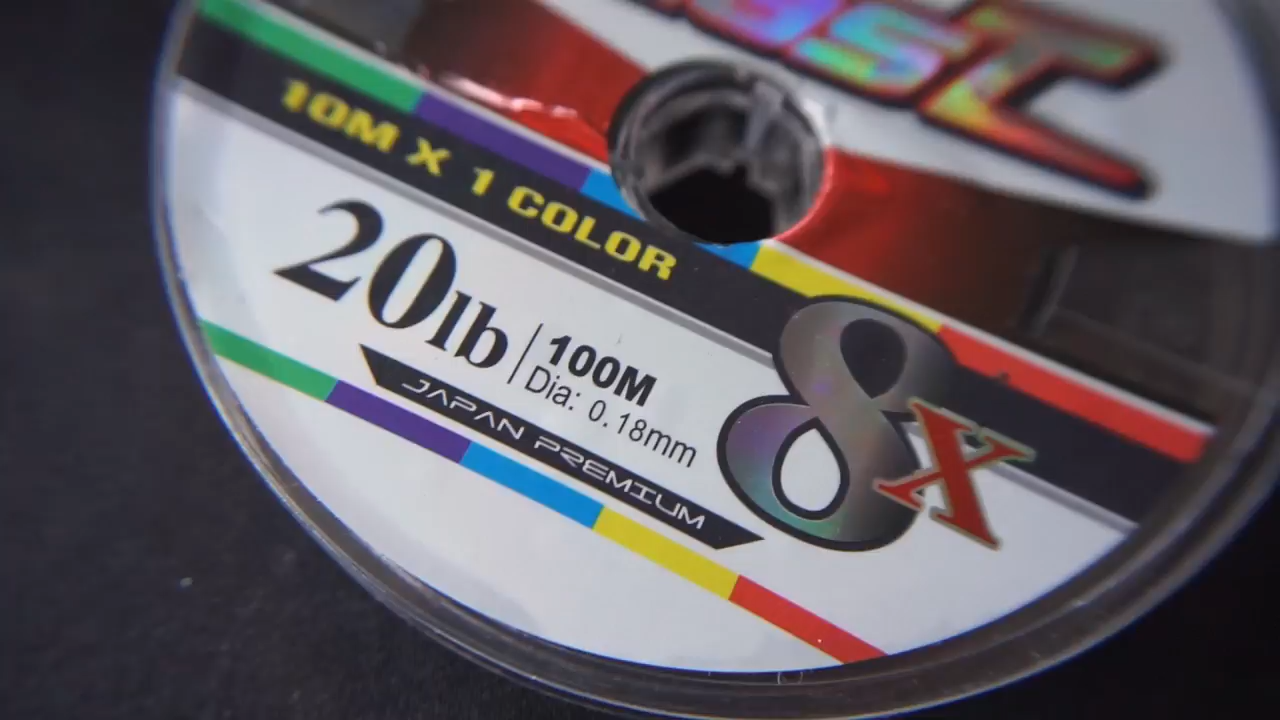 10M X 1 COLOR
20lb
100M
Dia: 0.18mm
8X
JAPAN PREMIUM